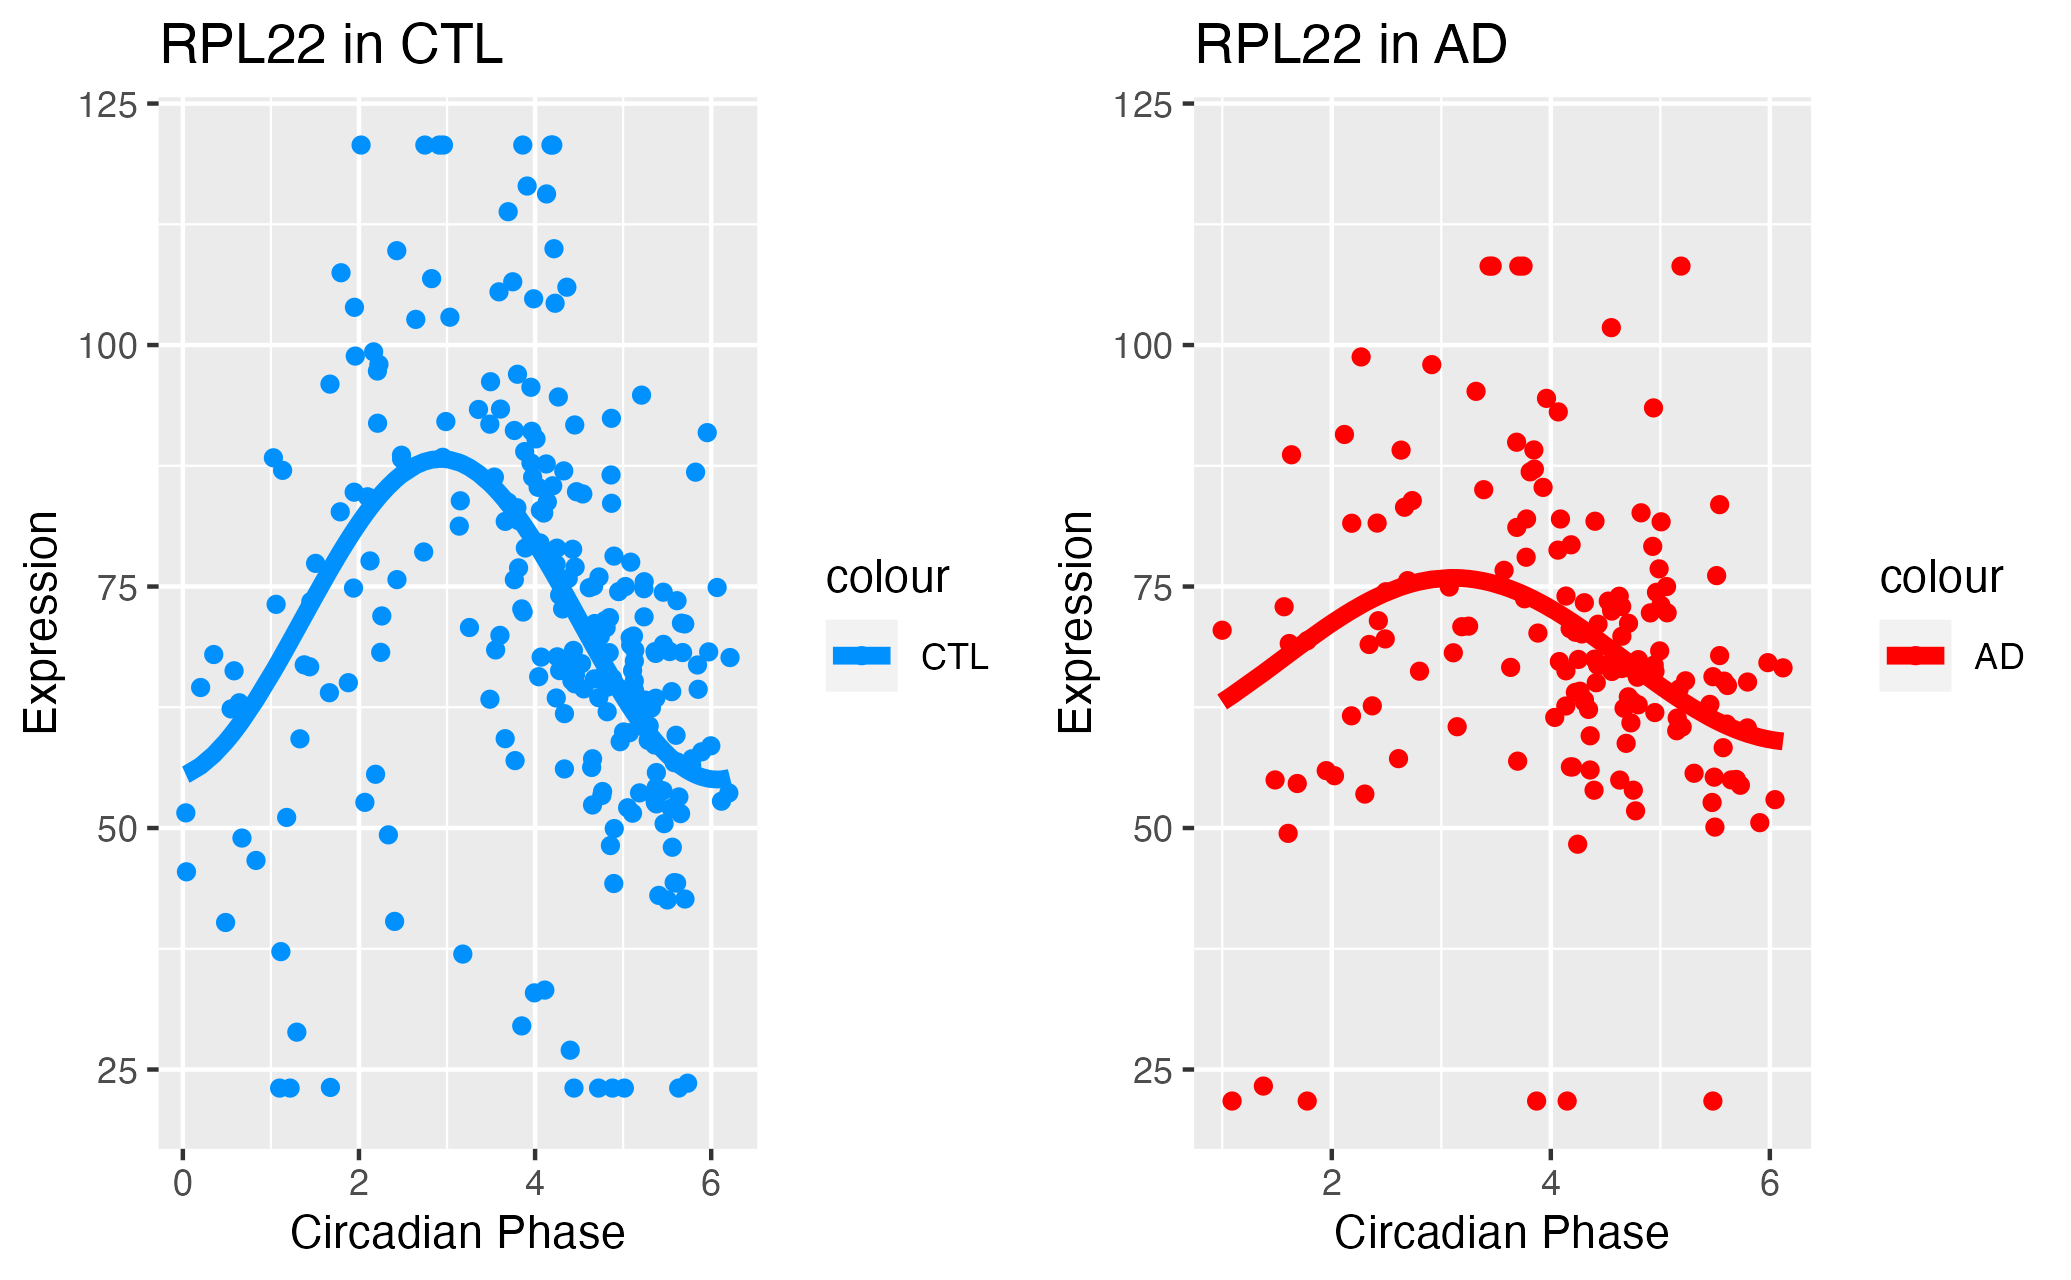 RPL22 in CTL
125
100
75
50
25
Expression
0 2 4 6
Circadian Phase
colour
CTL
RPL22 in AD
125
100
75
50
25
Expression
2 4 6
Circadian Phase
colour
AD